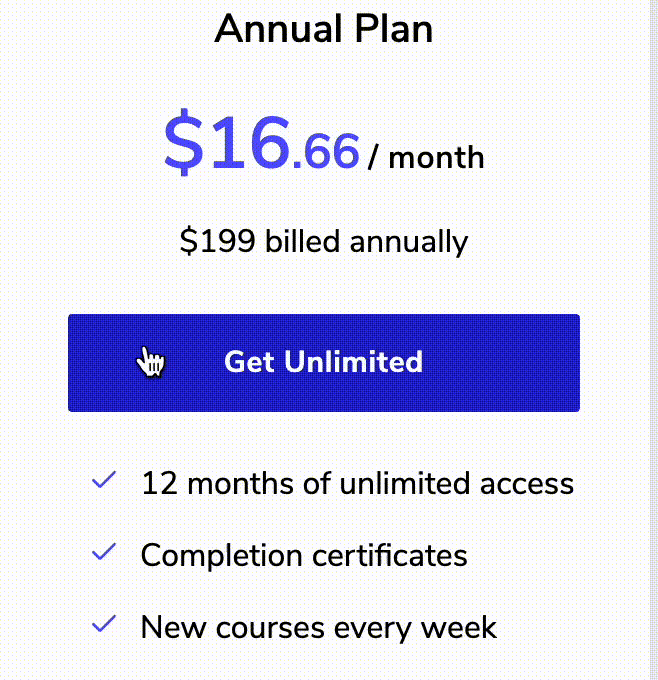 Annual Plan
$16.66 / month
$199 billed annually
Get Unlimited
12 months of unlimited access
Completion certificates
New courses every week